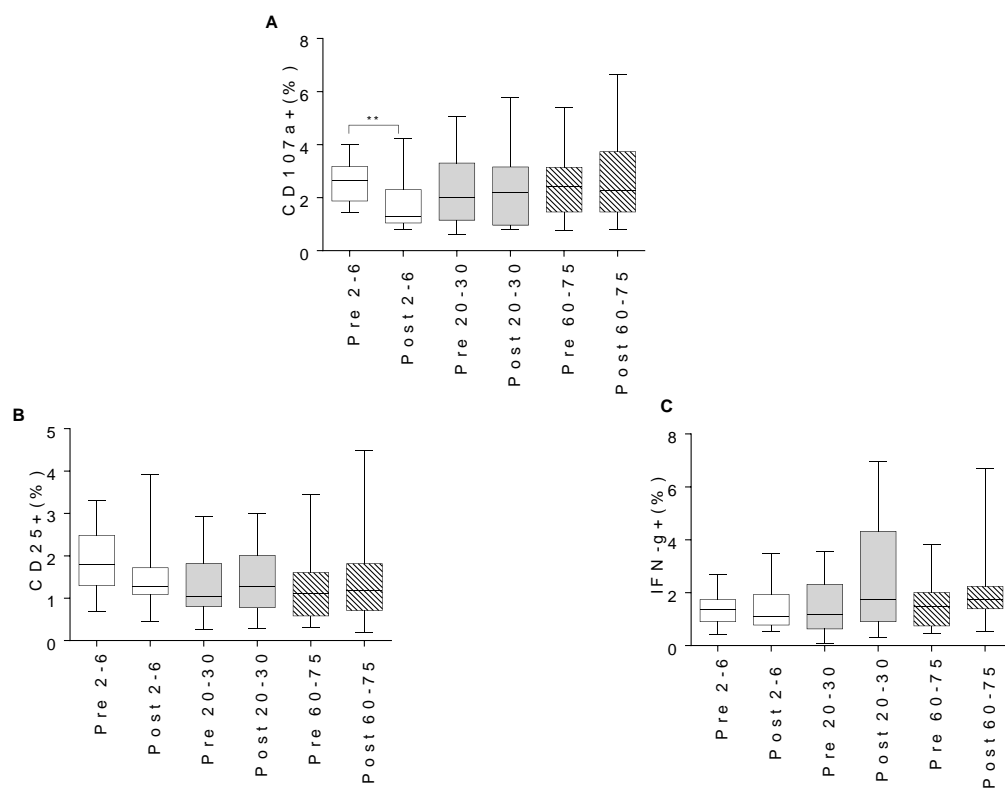 A
CD107a+(%)
8
6
4
2
0
**
Pre 2-6
Post 2-6
Pre 20-30
Post 20-30
Pre 60-75
Post 60-75
B
CD25+(%)
5
4
3
2
1
0
Pre 2-6
Post 2-6
Pre 20-30
Post 20-30
Pre 60-75
Post 60-75
C
IFN-g+(%)
8
6
4
2
0
Pre 2-6
Post 2-6
Pre 20-30
Post 20-30
Pre 60-75
Post 60-75